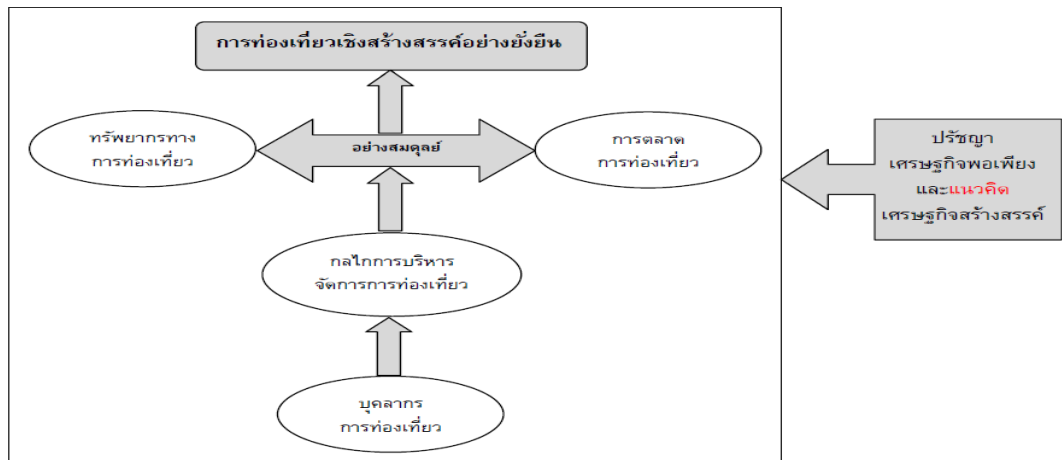 การท่องเที่ยวเชิงสร้างสรรค์อย่างยั่งยืน
ทรัพยากรทาง
การท่องเที่ยว
อย่างสมดุลย์
การตลาด
การท่องเที่ยว
ปรัชญา
เศรษฐกิจพอเพียง
และแนวคิด
เศรษฐกิจสร้างสรรค์
กลไกการบริหาร
จัดการการท่องเที่ยว
บุคลากร
การท่องเที่ยว